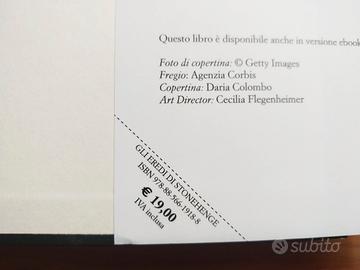 Questo libro è disponibile anche in versione ebook
Foto di copertina: © Getty Images
Fregio: Agenzia Corbis
Copertina: Daria Colombo
Art Director: Cecilia Flegenheimer
GLI EREDI DI STONEHENGE
ISBN 978-88-566-1918-8
€ 19,00
IVA inclusa
subito